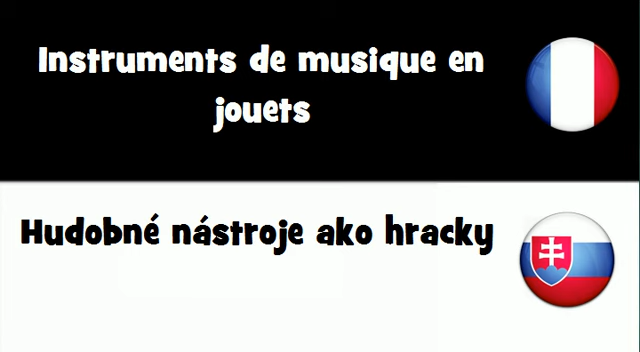 Instruments de musique en
jouets
Hudobné nástroje ako hracky